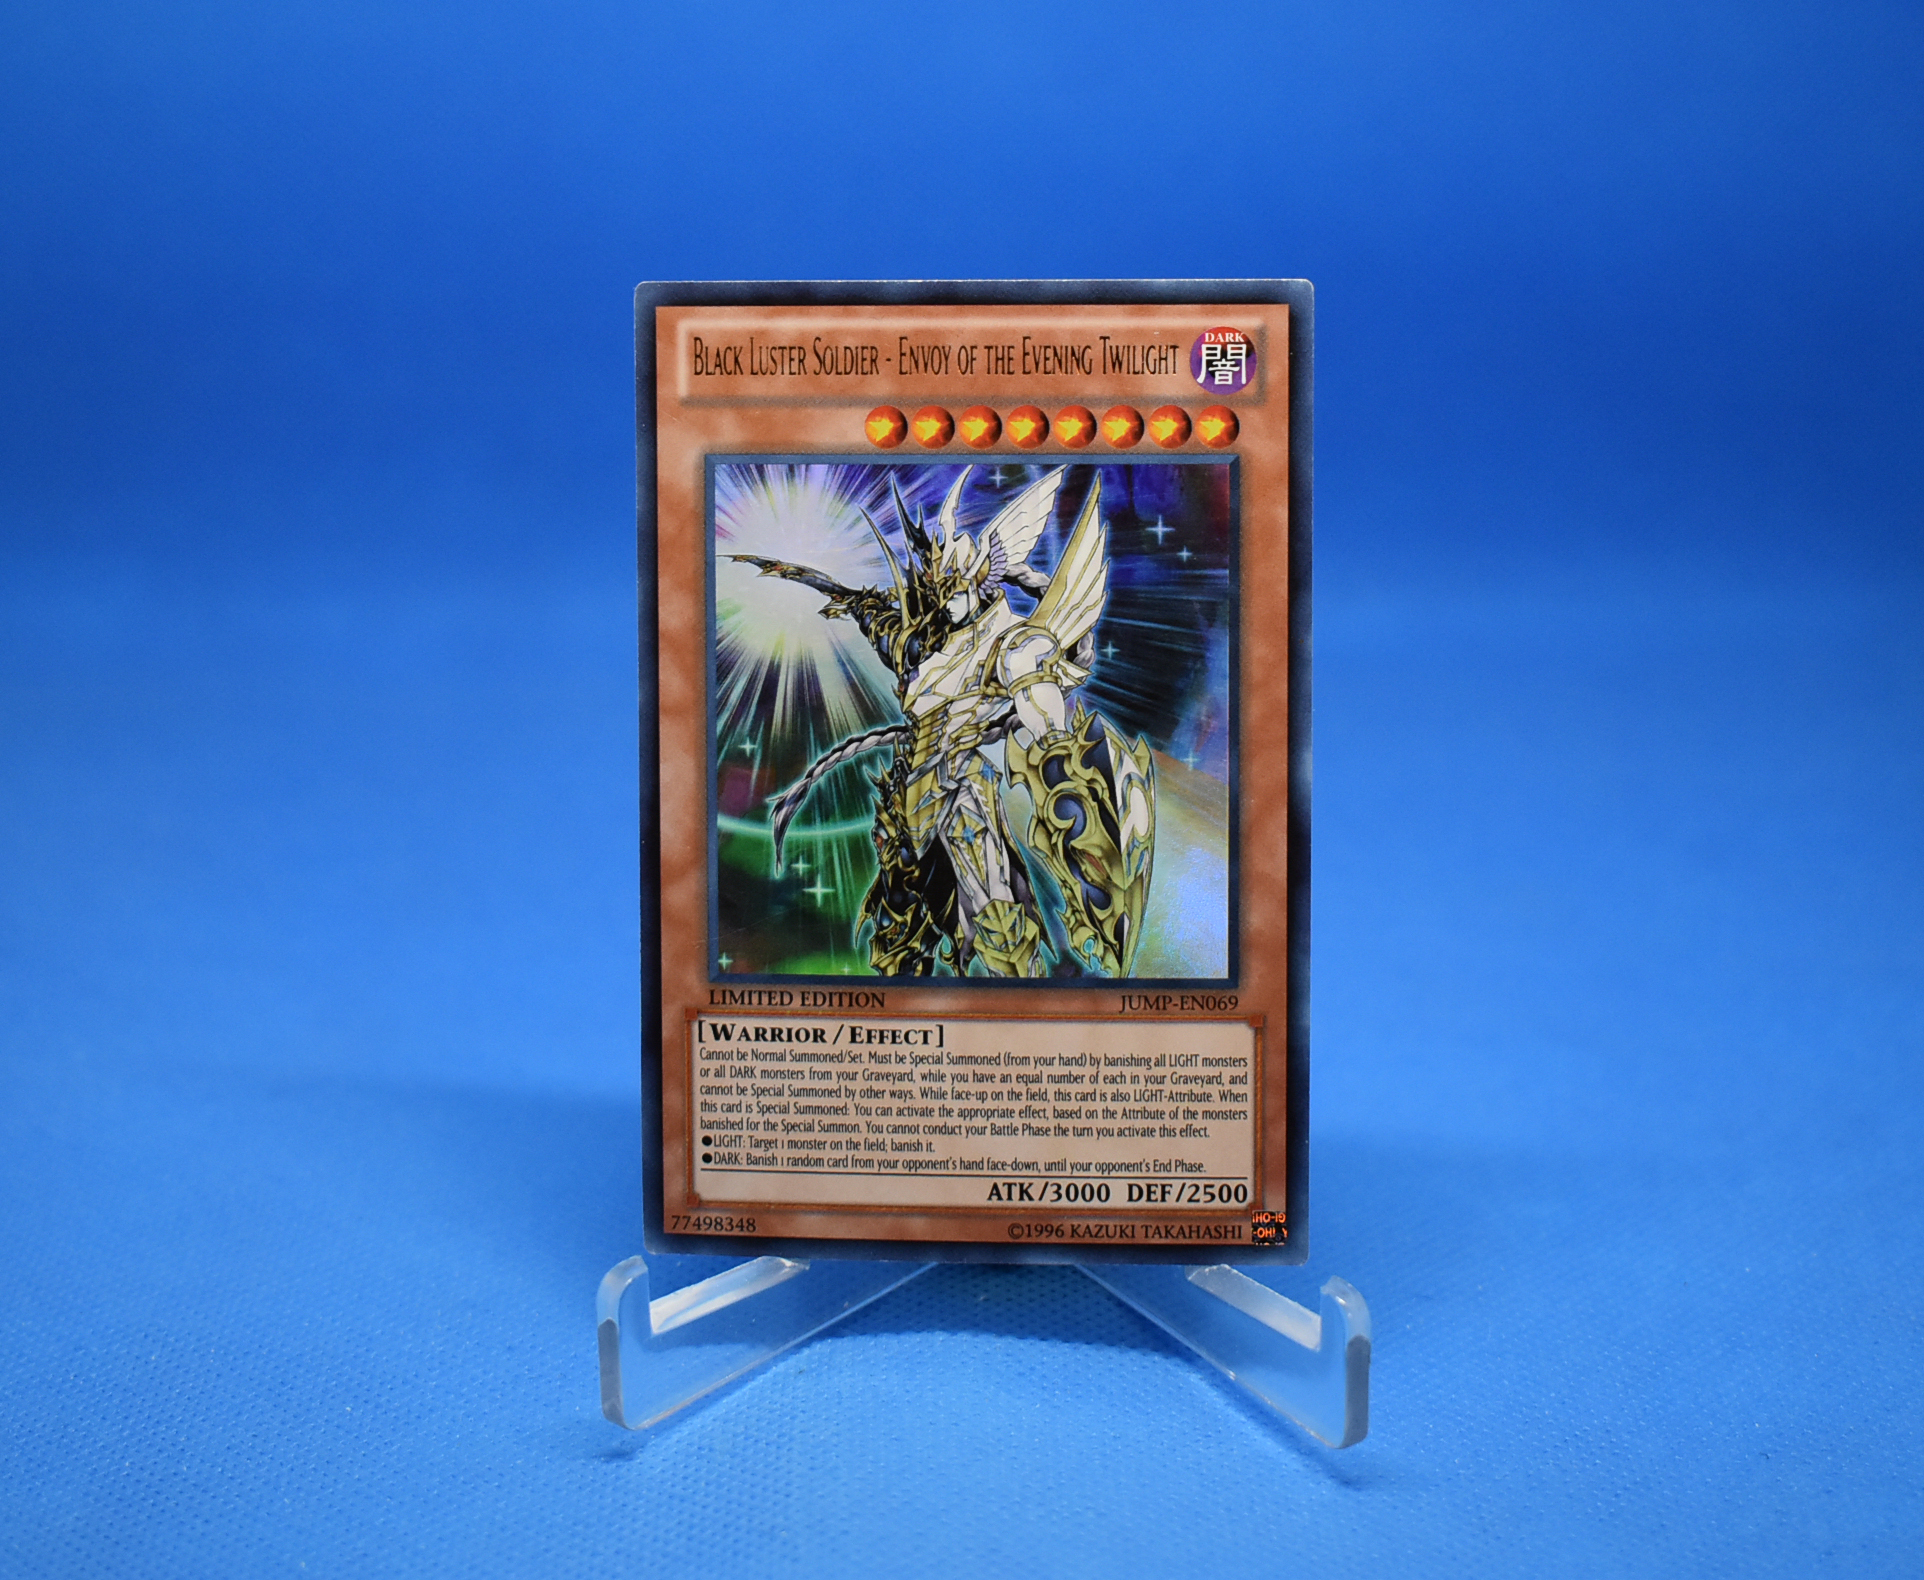 BLACK LUSTER SOLDIER - ENVOY OF THE EVENING TWILIGHT
DARK
闇
LIMITED EDITION
JUMP-EN069
[WARRIOR / EFFECT]
Cannot be Normal Summoned/Set. Must be Special Summoned (from your hand) by banishing all LIGHT monsters
or all DARK monsters from your Graveyard, while you have an equal number of each in your Graveyard, and
cannot be Special Summoned by other ways. While face-up on the field, this card is also LIGHT-Attribute. When
this card is Special Summoned: You can activate the appropriate effect, based on the Attribute of the monsters
banished for the Special Summon. You cannot conduct your Battle Phase the turn you activate this effect.
●LIGHT: Target 1 monster on the field; banish it.
●DARK: Banish 1 random card from your opponent's hand face-down, until your opponent's End Phase.
ATK/3000 DEF/2500
77498348
©1996 KAZUKI TAKAHASHI